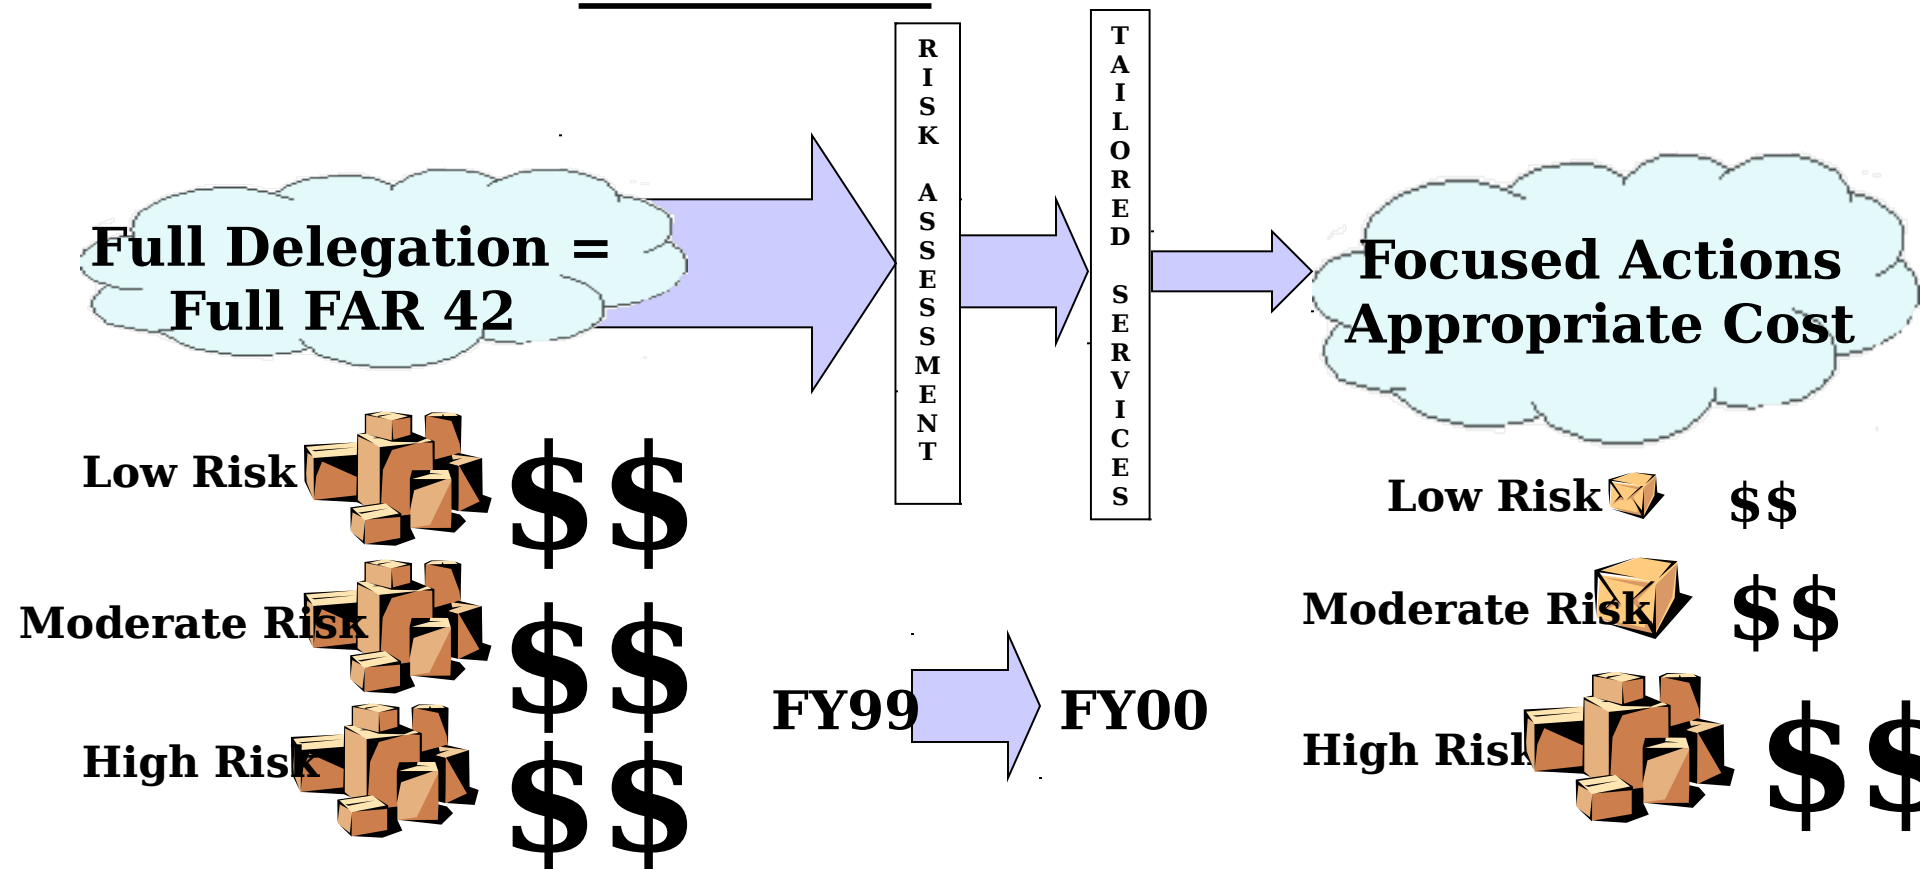 Full Delegation =
Full FAR 42
RISK ASSESSMENT
TAILORED SERVICES
Focused Actions
Appropriate Cost
Low Risk $$
Moderate Risk $$
High Risk $$
FY99 FY00
Low Risk $$
Moderate Risk $$
High Risk $$